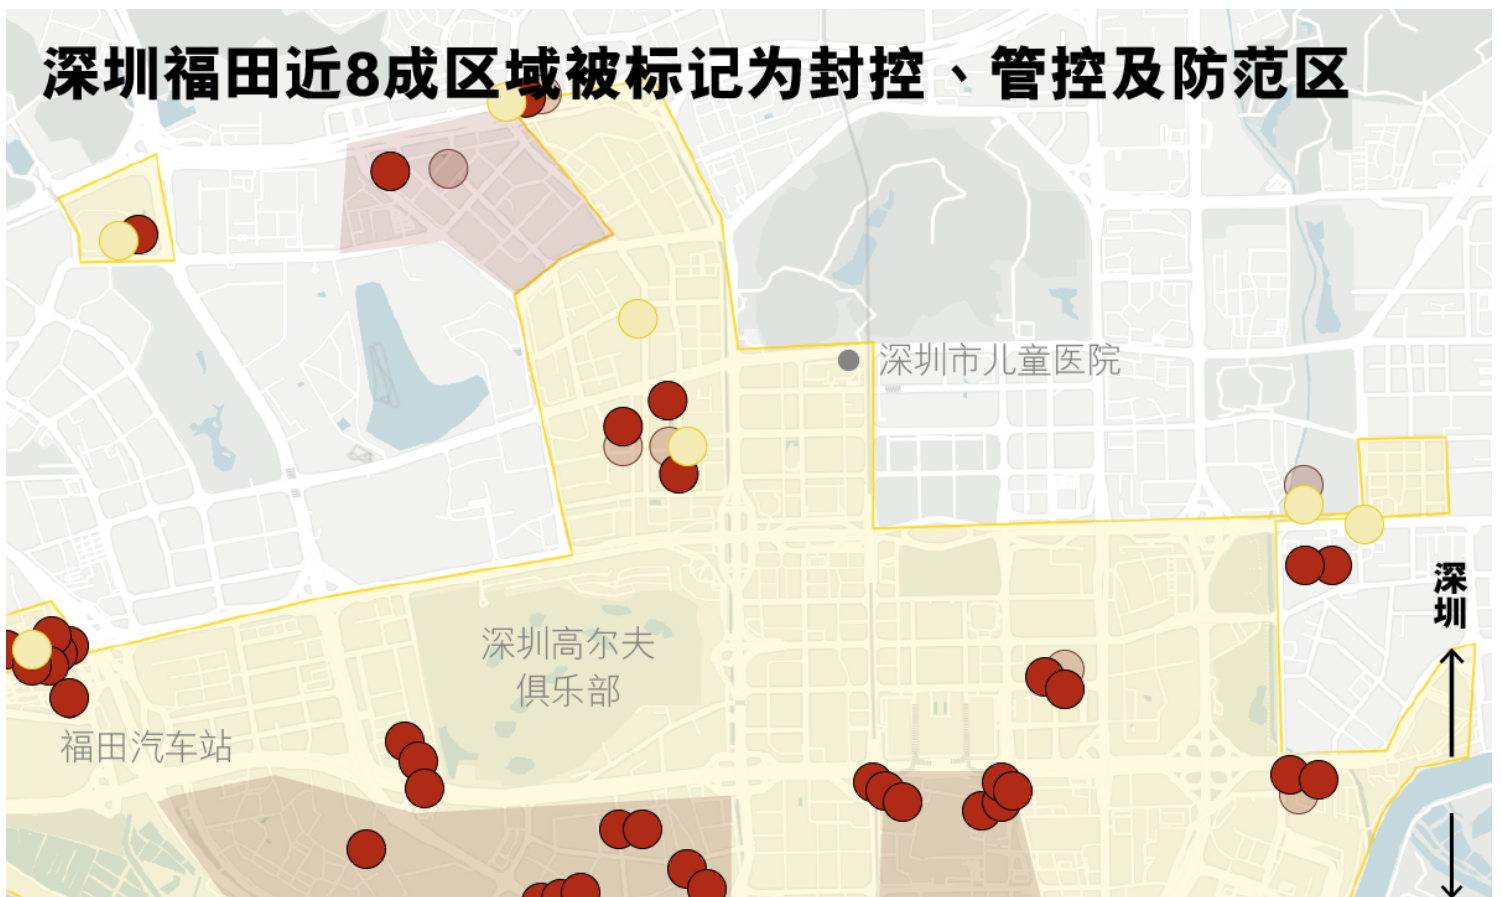 深圳福田近8成区域被标记为封控、管控及防范区
深圳市儿童医院
深圳
深圳高尔夫
俱乐部
福田汽车站